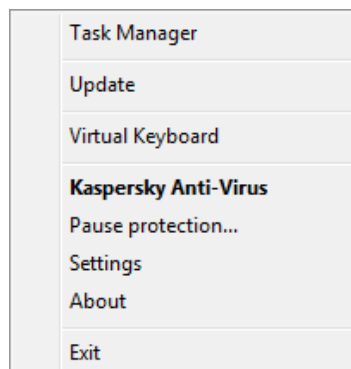 Task Manager
Update
Virtual Keyboard
Kaspersky Anti-Virus
Pause protection...
Settings
About
Exit